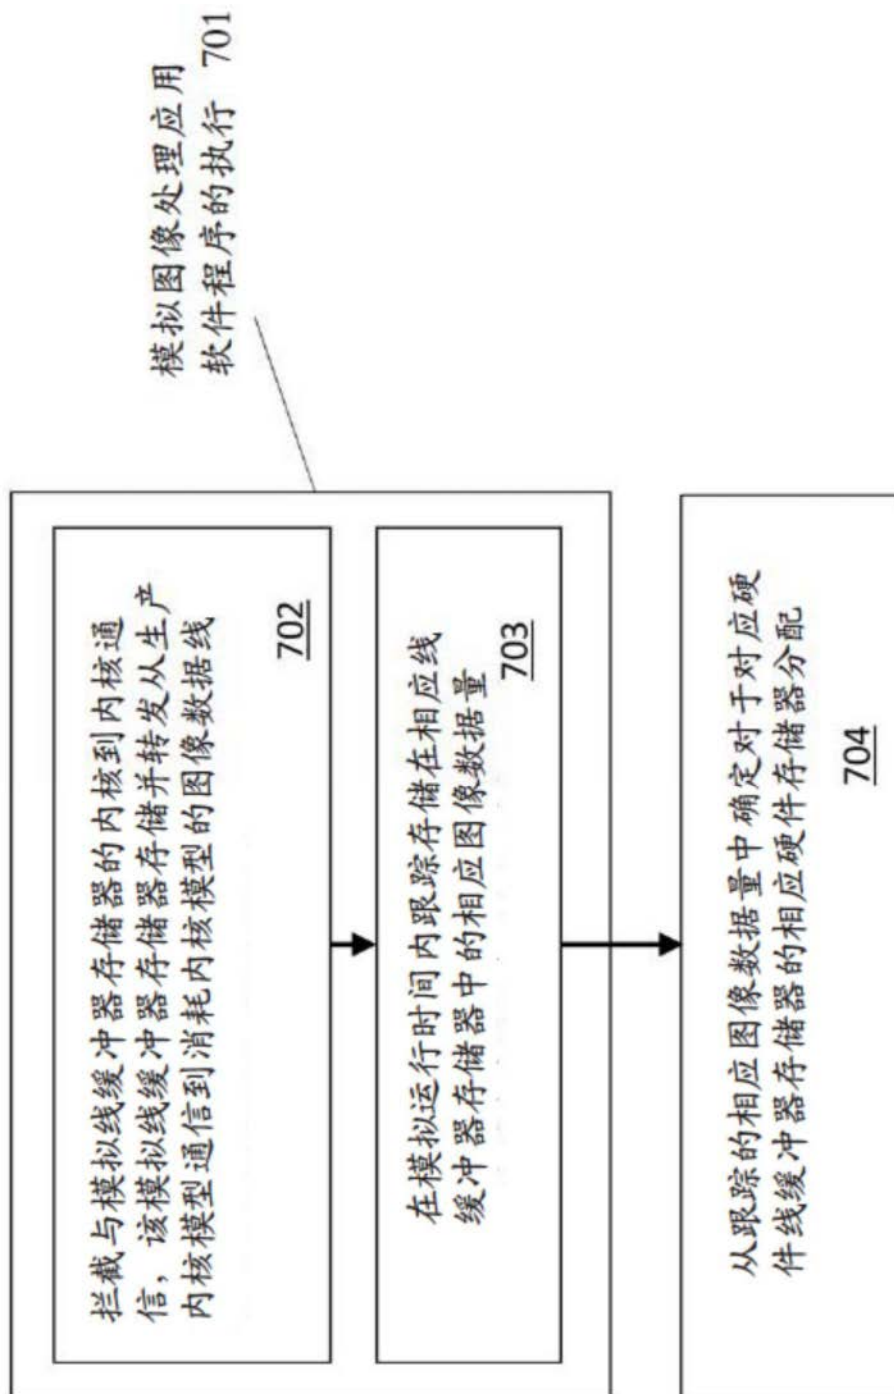 模拟图像处理应用
软件程序的执行 701
拦截与模拟线缓冲器存储器的内核到内核通
信，该模拟线缓冲器存储器存储并转发从生产
内核模型通信到消耗内核模型的图像数据线
702
在模拟运行时间内跟踪存储在相应线
缓冲器存储器中的相应图像数据量
703
从跟踪的相应图像数据量中确定对于对应硬
件线缓冲器存储器的相应硬件存储器分配
704